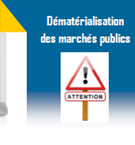 Dématérialisation
des marchés publics
ATTENTION